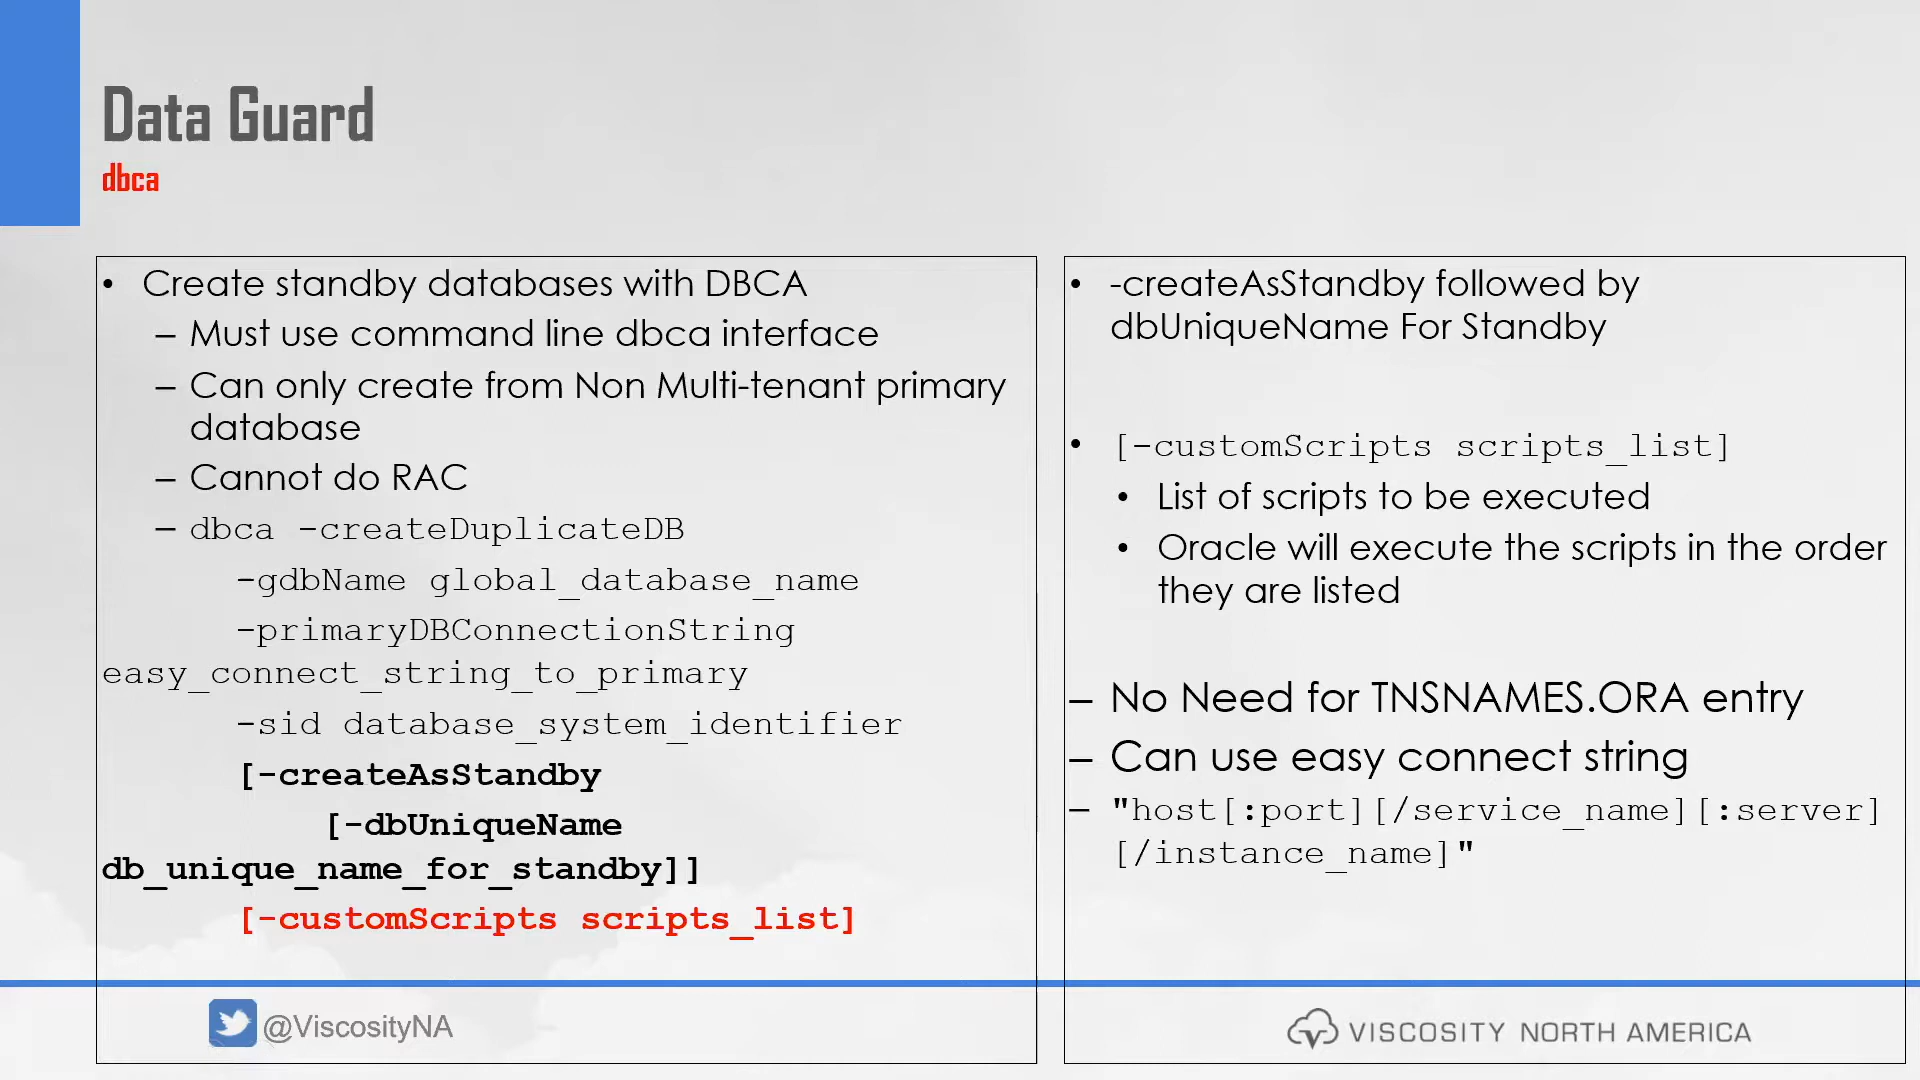 Data Guard
dbca
• Create standby databases with DBCA
– Must use command line dbca interface
– Can only create from Non Multi-tenant primary
database
– Cannot do RAC
– dbca -createDuplicateDB
-gdbName global_database_name
-primaryDBConnectionString
easy_connect_string_to_primary
-sid database_system_identifier
[-createAsStandby
[-dbUniqueName
db_unique_name_for_standby]]
[-customScripts scripts_list]
• -createAsStandby followed by
dbUniqueName For Standby
• [-customScripts scripts_list]
• List of scripts to be executed
• Oracle will execute the scripts in the order
they are listed
– No Need for TNSNAMES.ORA entry
– Can use easy connect string
– "host[:port][/service_name][:server]
[/instance_name]"
@ViscosityNA
VISCOSITY NORTH AMERICA